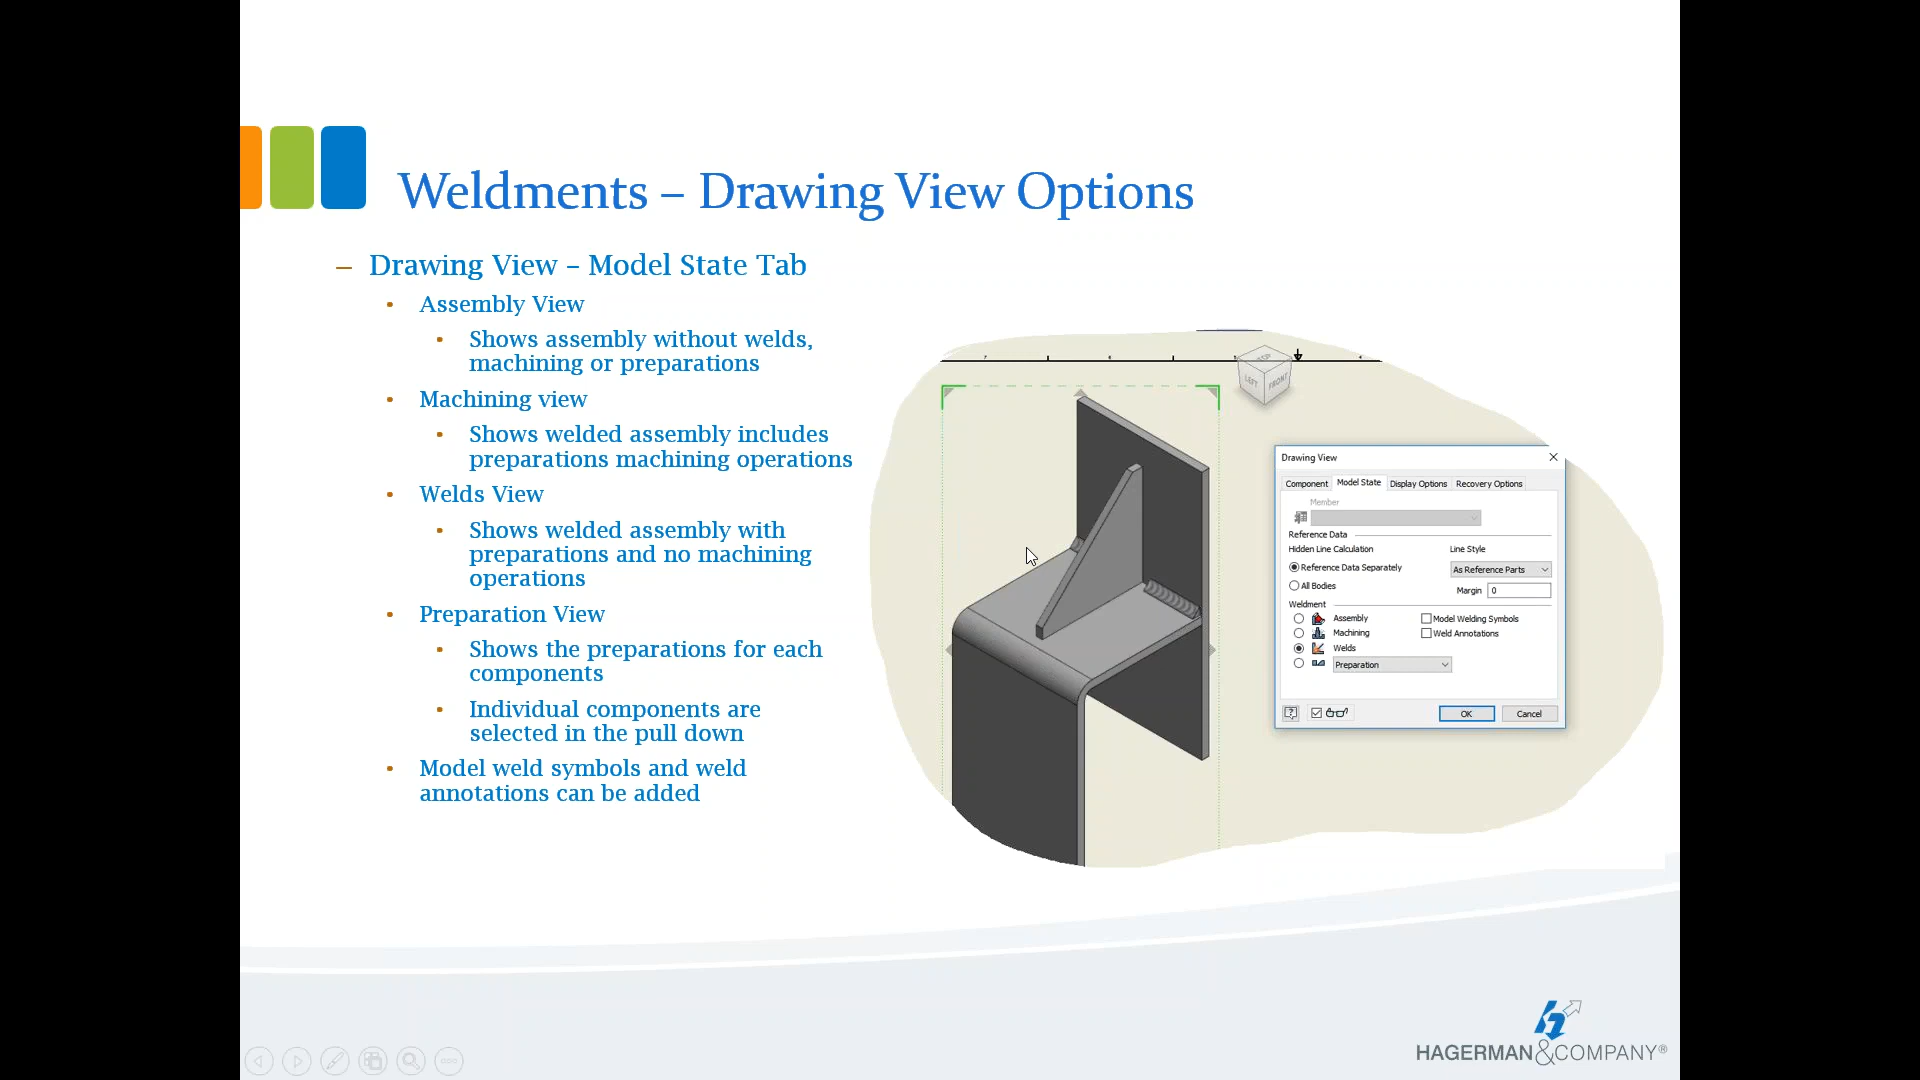 Weldments – Drawing View Options
– Drawing View – Model State Tab
• Assembly View
• Shows assembly without welds,
machining or preparations
• Machining view
• Shows welded assembly includes
preparations machining operations
• Welds View
• Shows welded assembly with
preparations and no machining
operations
• Preparation View
• Shows the preparations for each
components
• Individual components are
selected in the pull down
• Model weld symbols and weld
annotations can be added
TOP
LEFT
FRONT
Drawing View
Component Model State Display Options Recovery Options
Member
Reference Data
Hidden Line Calculation Line Style
Reference Data Separately As Reference Parts
All Bodies Margin 0
Weldment
Assembly Model Welding Symbols
Machining Weld Annotations
Welds
Preparation
OK Cancel
HAGERMAN&COMPANY®